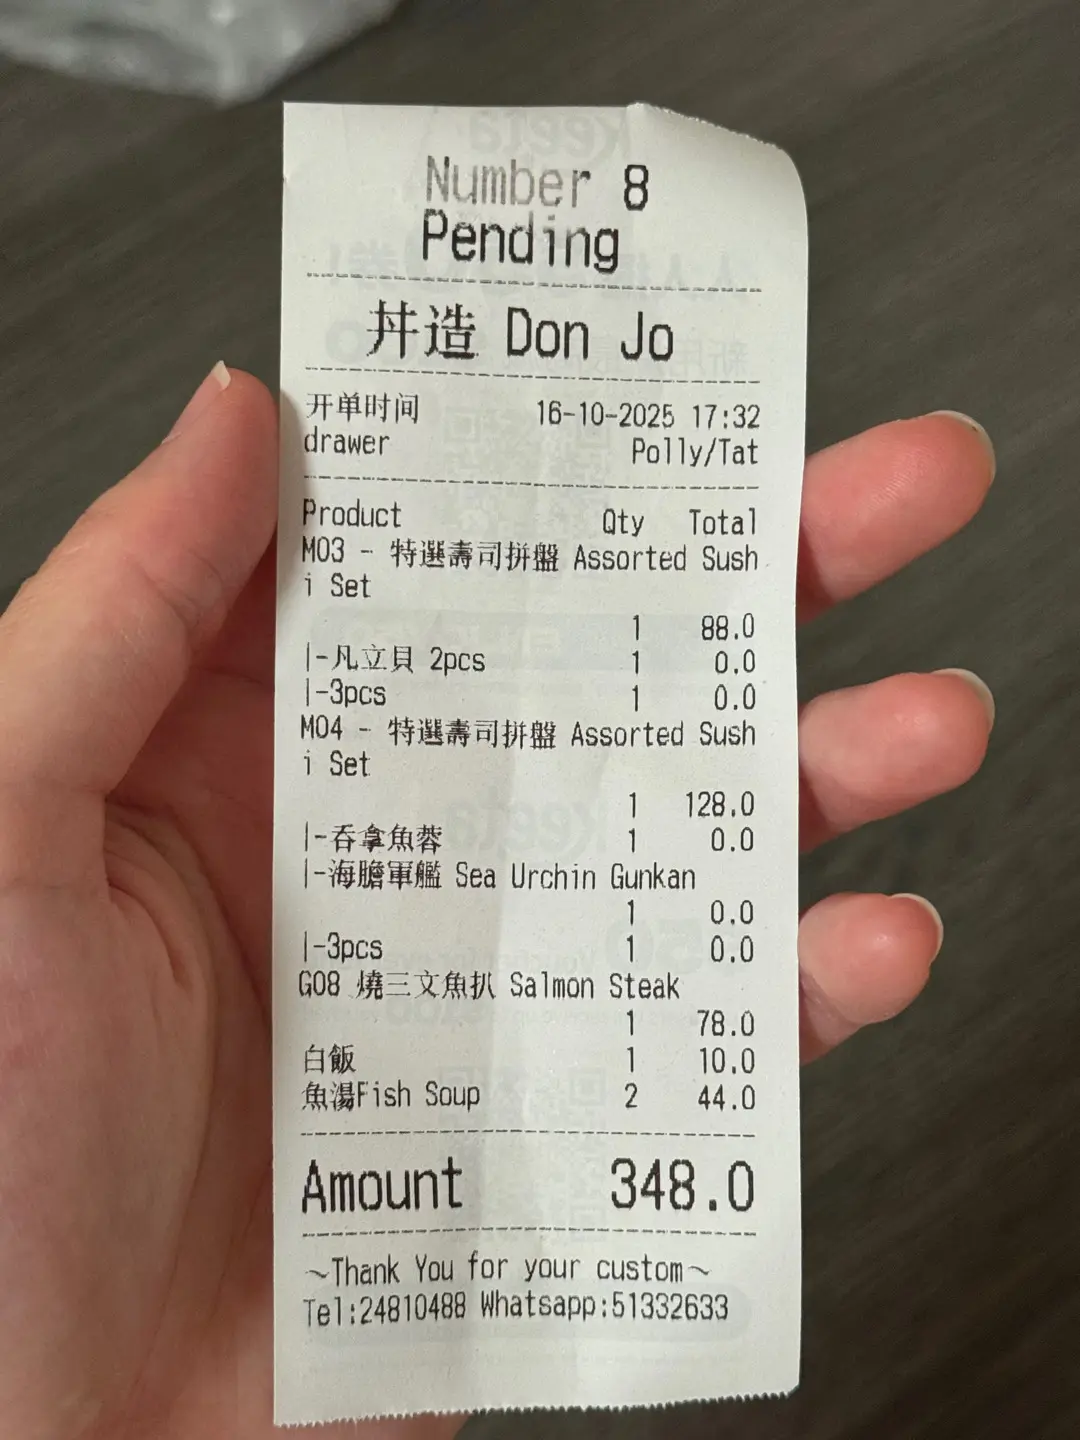 Number 8
Pending
丼造 Don Jo
开单时间 16-10-2025 17:32
drawer Polly/Tat
Product Qty Total
M03 - 特選壽司拼盤 Assorted Sush
i Set
1 88.0
|-凡立貝 2pcs 1 0.0
|-3pcs 1 0.0
M04 - 特選壽司拼盤 Assorted Sush
i Set
1 128.0
|-吞拿魚蓉 1 0.0
|-海膽軍艦 Sea Urchin Gunkan
1 0.0
|-3pcs 1 0.0
G08 燒三文魚扒 Salmon Steak
1 78.0
白飯 1 10.0
魚湯Fish Soup 2 44.0
Amount 348.0
~Thank You for your custom~
Tel:24810488 Whatsapp:51332633